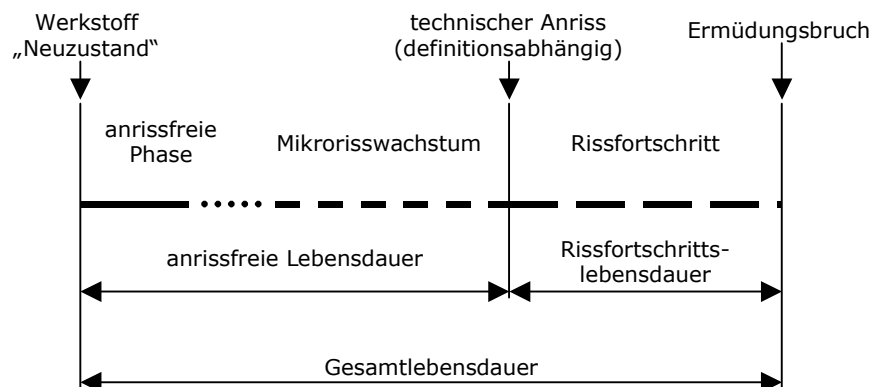 Werkstoff
„Neuzustand“
technischer Anriss
(definitionsabhängig)
Ermüdungsbruch
anrissfreie
Phase
Mikrorisswachstum
Rissfortschritt
anrissfreie Lebensdauer
Rissfortschritts-
lebensdauer
Gesamtlebensdauer